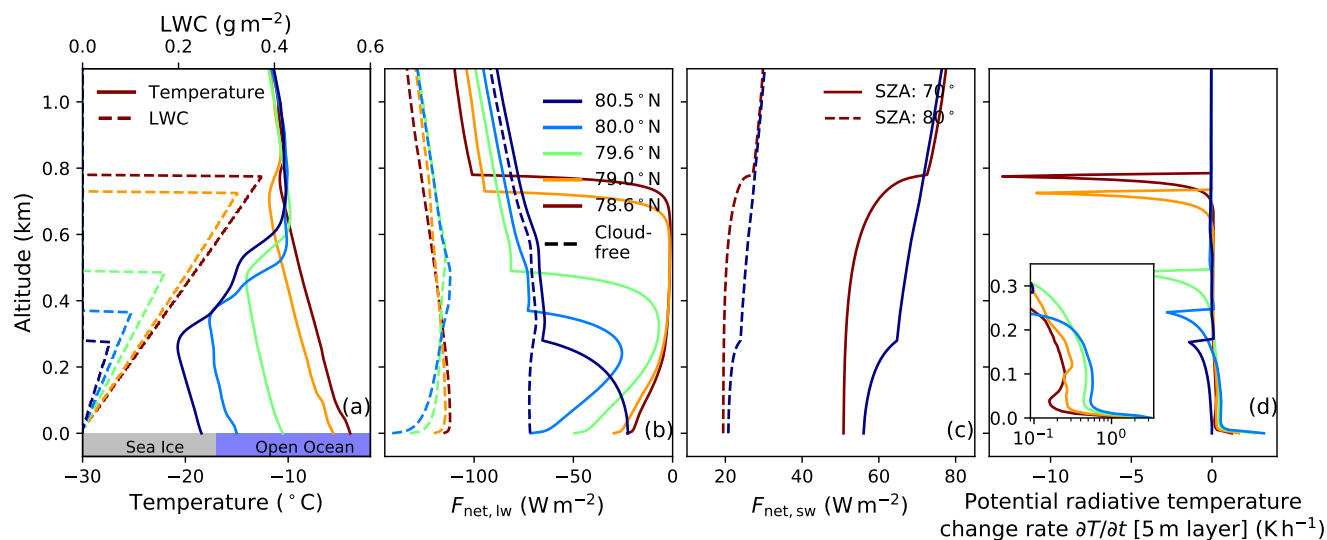 LWC (g m−2)
0.0 0.2 0.4 0.6
Altitude (km)
1.0
0.8
0.6
0.4
0.2
0.0
Temperature
LWC
(a)
Sea Ice Open Ocean
−30 −20 −10
Temperature (°C)
80.5°N
80.0°N
79.6°N
79.0°N
78.6°N
Cloud-
free
(b)
−100 −50 0
Fnet, lw (W m−2)
SZA: 70°
SZA: 80°
(c)
20 40 60 80
Fnet, sw (W m−2)
0.3
0.2
0.1
0.0
10−1 100
(d)
−10 −5 0
Potential radiative temperature
change rate ∂T/∂t [5 m layer] (K h−1)